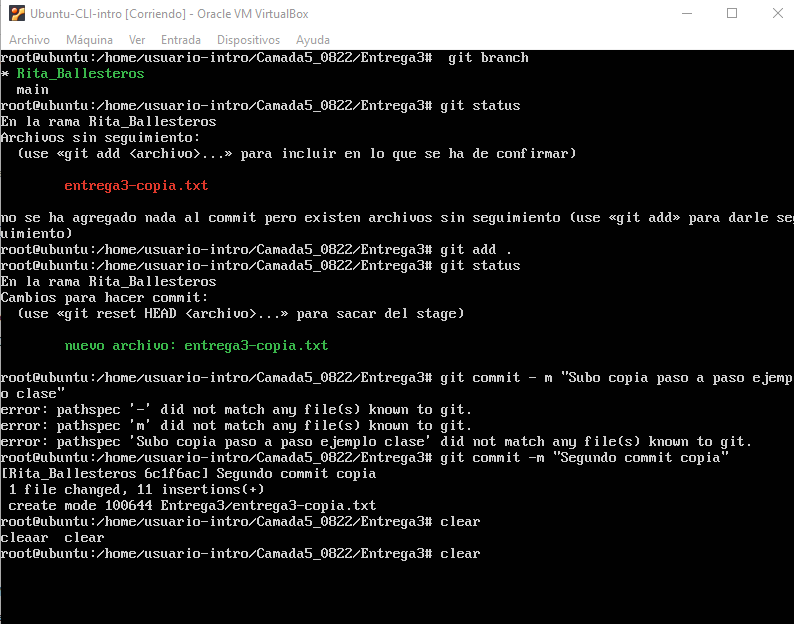 Ubuntu-CLI-intro [Corriendo] - Oracle VM VirtualBox
Archivo Máquina Ver Entrada Dispositivos Ayuda
root@ubuntu:/home/usuario-intro/Camada5_0822/Entrega3#  git branch
* Rita_Ballesteros
  main
root@ubuntu:/home/usuario-intro/Camada5_0822/Entrega3# git status
En la rama Rita_Ballesteros
Archivos sin seguimiento:
  (use «git add <archivo>...» para incluir en lo que se ha de confirmar)
        entrega3-copia.txt
no se ha agregado nada al commit pero existen archivos sin seguimiento (use «git add» para darle seg
uimiento)
root@ubuntu:/home/usuario-intro/Camada5_0822/Entrega3# git add .
root@ubuntu:/home/usuario-intro/Camada5_0822/Entrega3# git status
En la rama Rita_Ballesteros
Cambios para hacer commit:
  (use «git reset HEAD <archivo>...» para sacar del stage)
        nuevo archivo: entrega3-copia.txt
root@ubuntu:/home/usuario-intro/Camada5_0822/Entrega3# git commit - m "Subo copia paso a paso ejempl
o clase"
error: pathspec '-' did not match any file(s) known to git.
error: pathspec 'm' did not match any file(s) known to git.
error: pathspec 'Subo copia paso a paso ejemplo clase' did not match any file(s) known to git.
root@ubuntu:/home/usuario-intro/Camada5_0822/Entrega3# git commit -m "Segundo commit copia"
[Rita_Ballesteros 6c1f6ac] Segundo commit copia
 1 file changed, 11 insertions(+)
 create mode 100644 Entrega3/entrega3-copia.txt
root@ubuntu:/home/usuario-intro/Camada5_0822/Entrega3# clear
cleaar  clear
root@ubuntu:/home/usuario-intro/Camada5_0822/Entrega3# clear